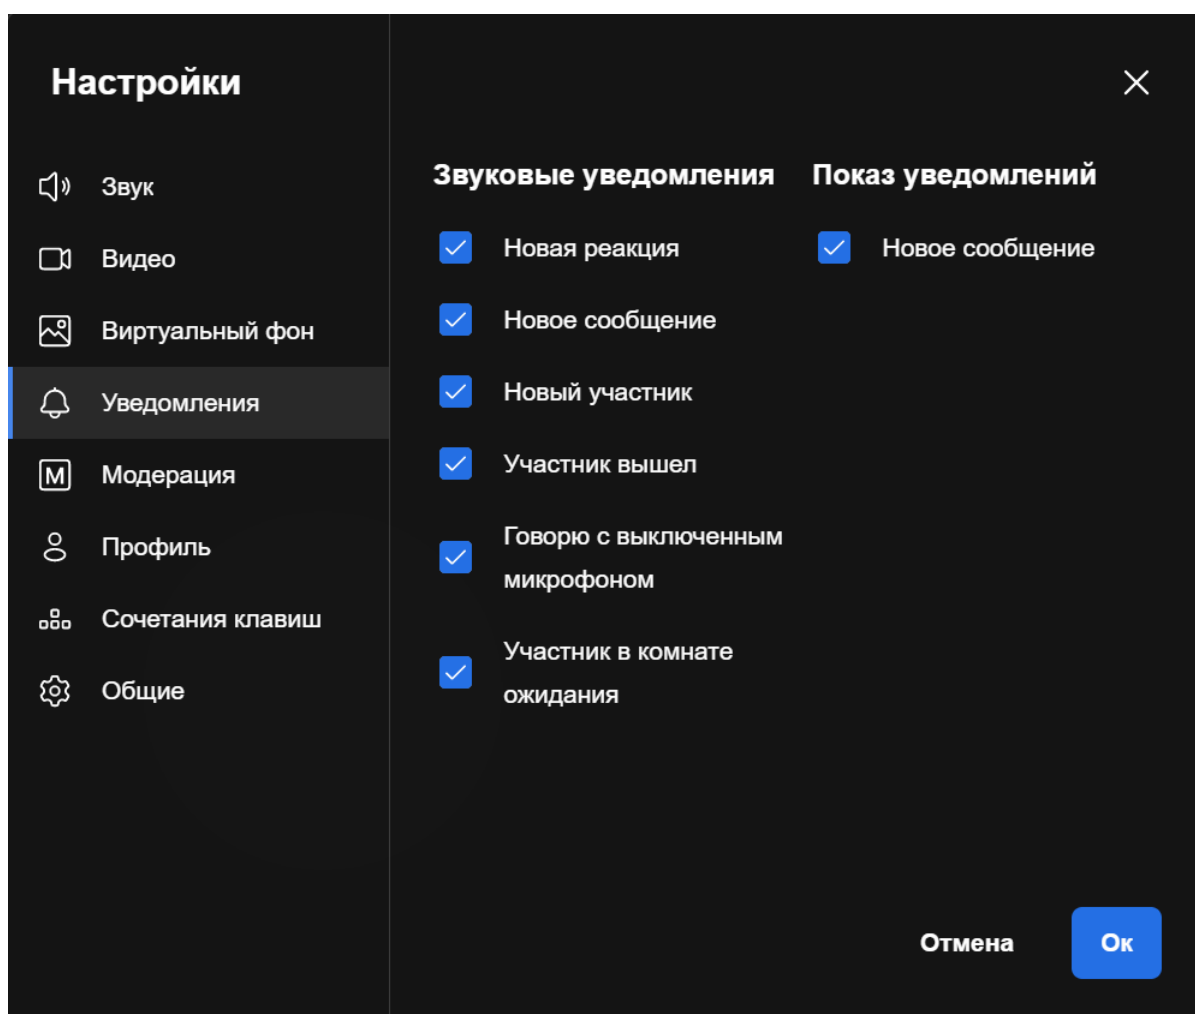 Настройки
Звук
Видео
Виртуальный фон
Уведомления
Модерация
Профиль
Сочетания клавиш
Общие
Звуковые уведомления
Новая реакция
Новое сообщение
Новый участник
Участник вышел
Говорю с выключенным
микрофоном
Участник в комнате
ожидания
Показ уведомлений
Новое сообщение
Отмена
Ок